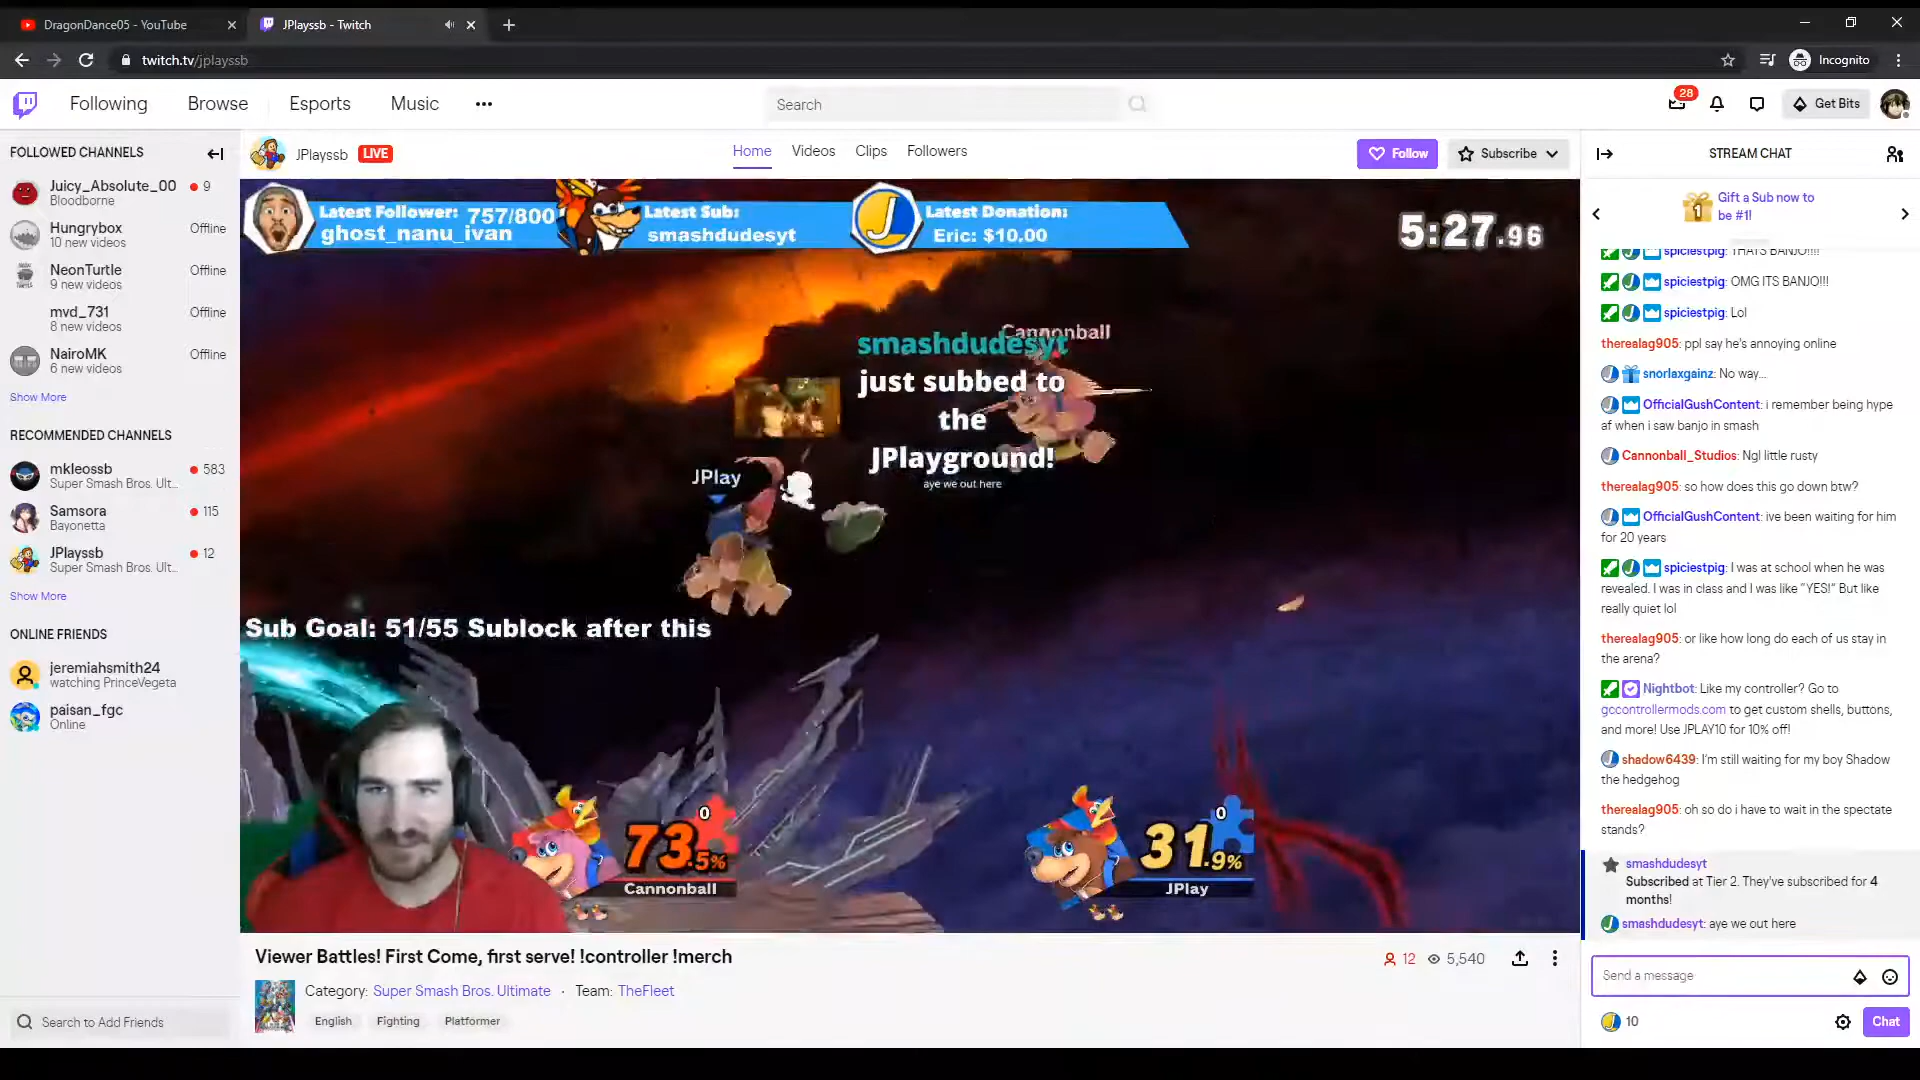 DragonDance05 - YouTube
JPlayssb - Twitch
twitch.tv/jplayssb
Incognito
Following
Browse
Esports
Music
Search
28
Get Bits
FOLLOWED CHANNELS
Juicy_Absolute_00
9
Bloodborne
Hungrybox
Offline
10 new videos
NeonTurtle
Offline
9 new videos
mvd_731
Offline
8 new videos
NairoMK
Offline
6 new videos
Show More
RECOMMENDED CHANNELS
mkleossb
583
Super Smash Bros. Ult...
Samsora
115
Bayonetta
JPlayssb
12
Super Smash Bros. Ult...
Show More
ONLINE FRIENDS
jeremiahsmith24
watching PrinceVegeta
paisan_fgc
Online
Search to Add Friends
JPlayssb
LIVE
Home
Videos
Clips
Followers
Follow
Subscribe
Latest Follower: 757/800
ghost_nanu_ivan
Latest Sub:
smashdudesyt
Latest Donation:
Eric: $10.00
5:27.96
Cannonball
smashdudesyt
just subbed to
the
JPlayground!
aye we out here
JPlay
Sub Goal: 51/55 Sublock after this
0
73.5%
Cannonball
0
31.9%
JPlay
Viewer Battles! First Come, first serve! !controller !merch
12
5,540
Category: Super Smash Bros. Ultimate · Team: TheFleet
English
Fighting
Platformer
STREAM CHAT
1
Gift a Sub now to
be #1!
spiciestpig: THATS BANJO!!!!
spiciestpig: OMG ITS BANJO!!!
spiciestpig: Lol
therealag905: ppl say he's annoying online
snorlaxgainz: No way...
OfficialGushContent: i remember being hype
af when i saw banjo in smash
Cannonball_Studios: Ngl little rusty
therealag905: so how does this go down btw?
OfficialGushContent: ive been waiting for him
for 20 years
spiciestpig: I was at school when he was
revealed. I was in class and I was like "YES!" But like
really quiet lol
therealag905: or like how long do each of us stay in
the arena?
Nightbot: Like my controller? Go to
gccontrollermods.com to get custom shells, buttons,
and more! Use JPLAY10 for 10% off!
shadow6439: I'm still waiting for my boy Shadow
the hedgehog
therealag905: oh so do i have to wait in the spectate
stands?
smashdudesyt
Subscribed at Tier 2. They've subscribed for 4
months!
smashdudesyt: aye we out here
Send a message
10
Chat